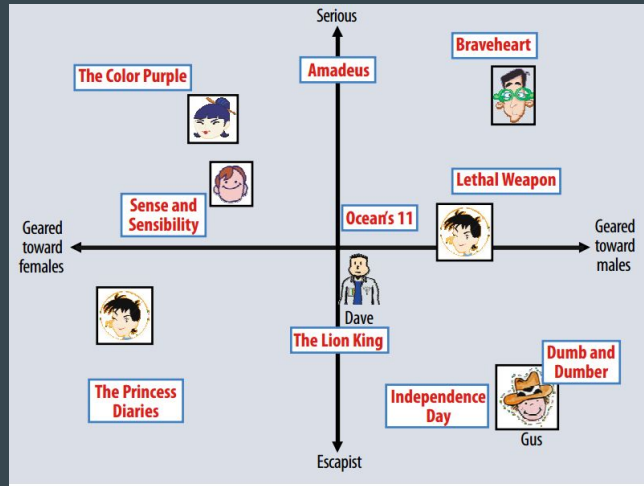 Serious
Braveheart
The Color Purple
Amadeus
Lethal Weapon
Sense and
Sensibility
Ocean's 11
Geared
toward
females
Geared
toward
males
Dave
The Lion King
Dumb and
Dumber
The Princess
Diaries
Independence
Day
Gus
Escapist